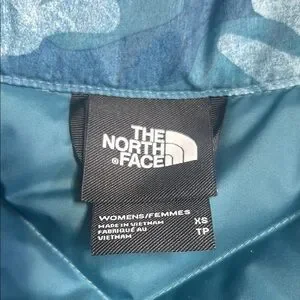 THE
NORTH
®FACE
WOMENS/FEMMES
MADE IN VIETNAM
FABRIQUÉ AU
VIETNAM
XS
TP